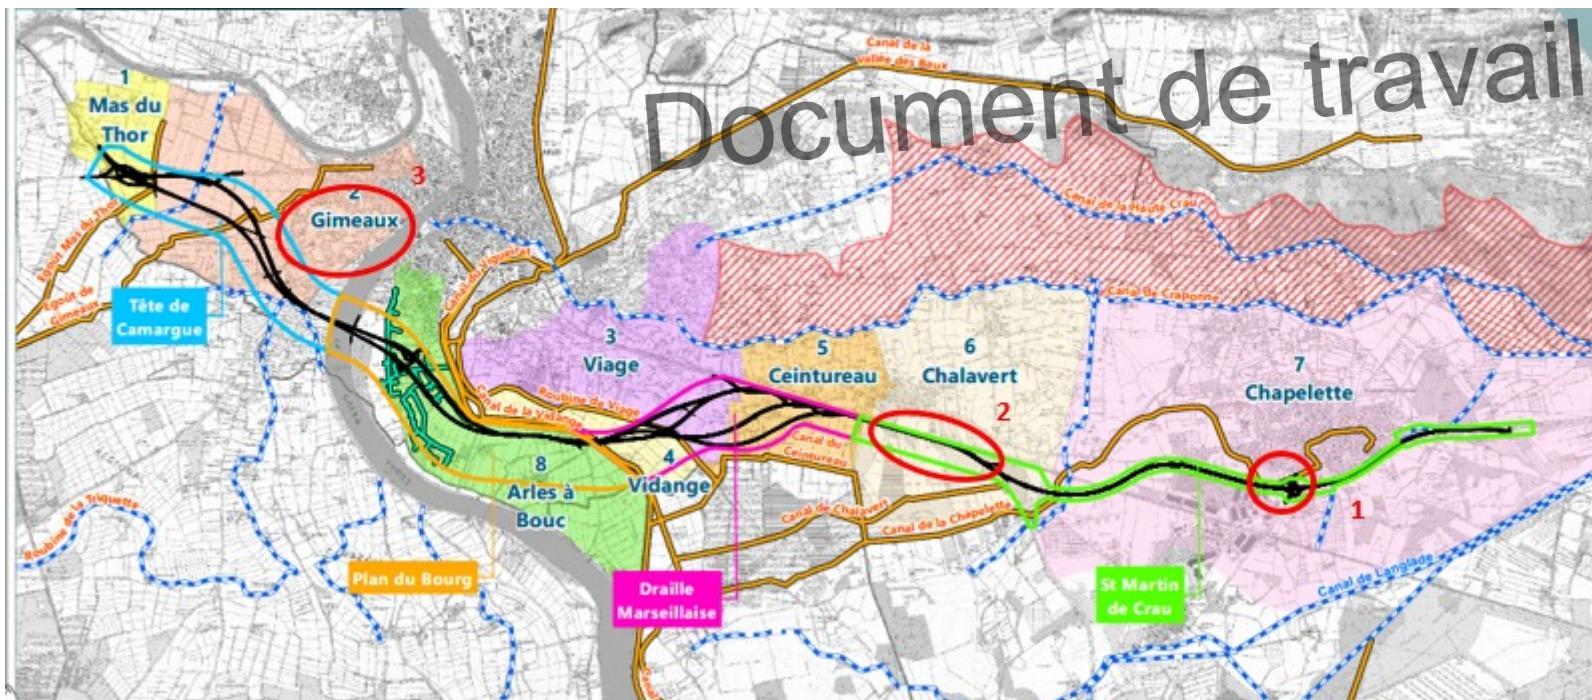 Document de travail
Canal de la
Vallée des Baux
1
Mas du
Thor
3
2
Gimeaux
Canal de la Haute Crau
Egout Mas du Thor
Canal du Vigueirat
Egout de
Gimeaux
Tête de
Camargue
Canal de Craponne
3
Viage
5
Ceintureau
6
Chalavert
7
Chapelette
Roubine de Viage
Canal de la Vidange
2
Canal du
Ceintureau
4
Vidange
8
Arles à
Bouc
1
Canal de Chalavert
Canal de la Chapelette
Roubine de la Triquette
Plan du Bourg
Draille
Marseillaise
St Martin
de Crau
Canal de Langlade
Canal